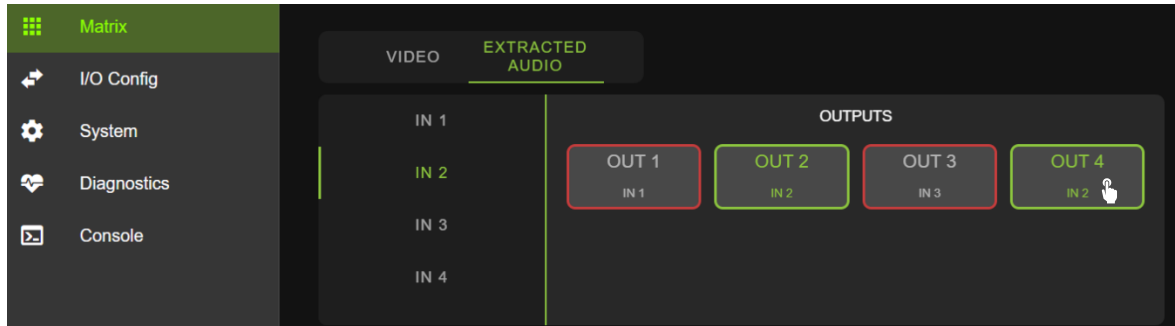 Matrix
I/O Config
System
Diagnostics
Console
VIDEO
EXTRACTED
AUDIO
IN 1
IN 2
IN 3
IN 4
OUTPUTS
OUT 1
IN 1
OUT 2
IN 2
OUT 3
IN 3
OUT 4
IN 2